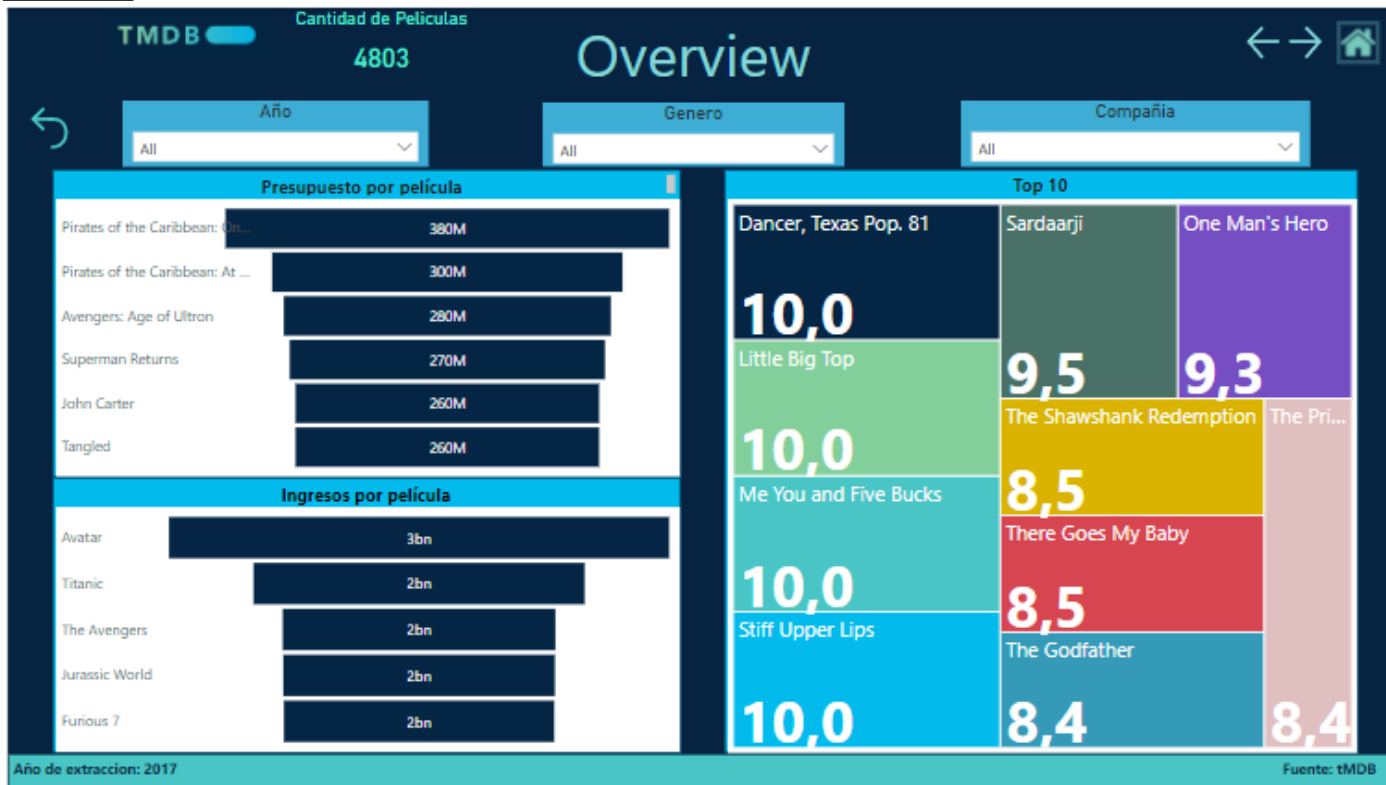 TMDB
Cantidad de Peliculas
4803
Overview
Año
All
Genero
All
Compañia
All
Presupuesto por película
Pirates of the Caribbean: On...
380M
Pirates of the Caribbean: At ...
300M
Avengers: Age of Ultron
280M
Superman Returns
270M
John Carter
260M
Tangled
260M
Ingresos por película
Avatar
3bn
Titanic
2bn
The Avengers
2bn
Jurassic World
2bn
Furious 7
2bn
Top 10
Dancer, Texas Pop. 81
10,0
Little Big Top
10,0
Me You and Five Bucks
10,0
Stiff Upper Lips
10,0
Sardaarji
9,5
One Man's Hero
9,3
The Shawshank Redemption
8,5
There Goes My Baby
8,5
The Godfather
8,4
The Pri...
8,4
Año de extraccion: 2017
Fuente: tMDB